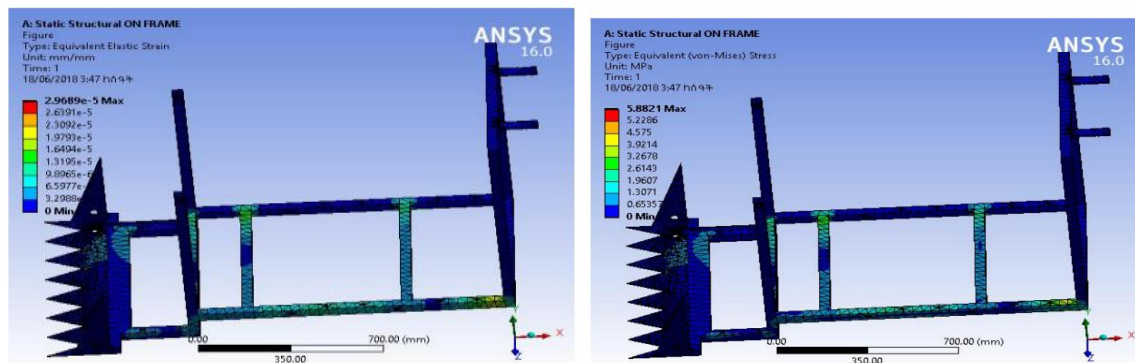 A: Static Structural ON FRAME
Figure
Type: Equivalent Elastic Strain
Unit: mm/mm
Time: 1
18/06/2018 3:47 ከሰዓት
ANSYS
16.0
2.9689e-5 Max
2.6391e-5
2.3092e-5
1.9793e-5
1.6494e-5
1.3195e-5
9.8965e-6
6.5977e-6
3.2988e-
0 Min
0.00
700.00 (mm)
350.00
Y
X
Z
A: Static Structural ON FRAME
Figure
Type: Equivalent (von-Mises) Stress
Unit: MPa
Time: 1
18/06/2018 3:47 ከሰዓት
ANSYS
16.0
5.8821 Max
5.2286
4.575
3.9214
3.2678
2.6143
1.9607
1.3071
0.65357
0 Min
0.00
700.00 (mm)
350.00
Y
X
Z